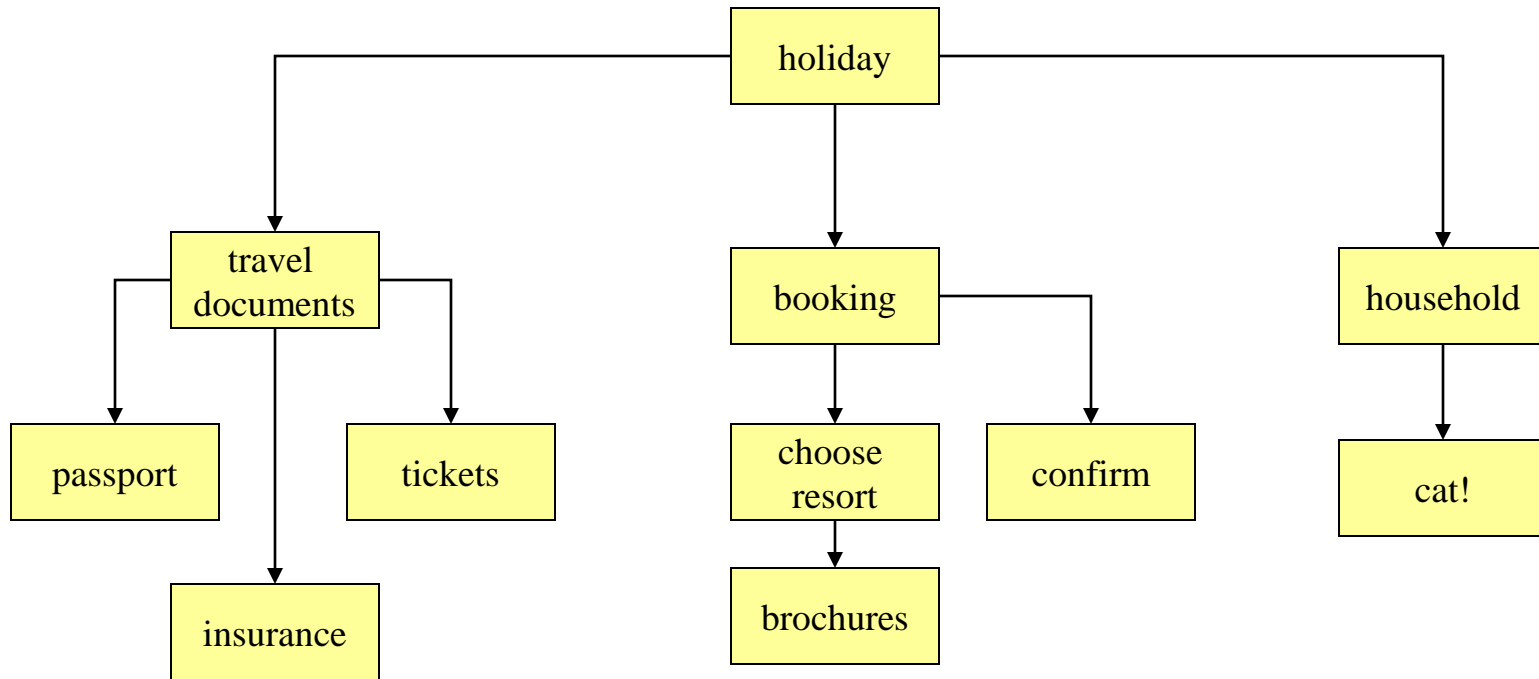 holiday
travel
documents
booking
household
passport
tickets
choose
resort
confirm
cat!
insurance
brochures